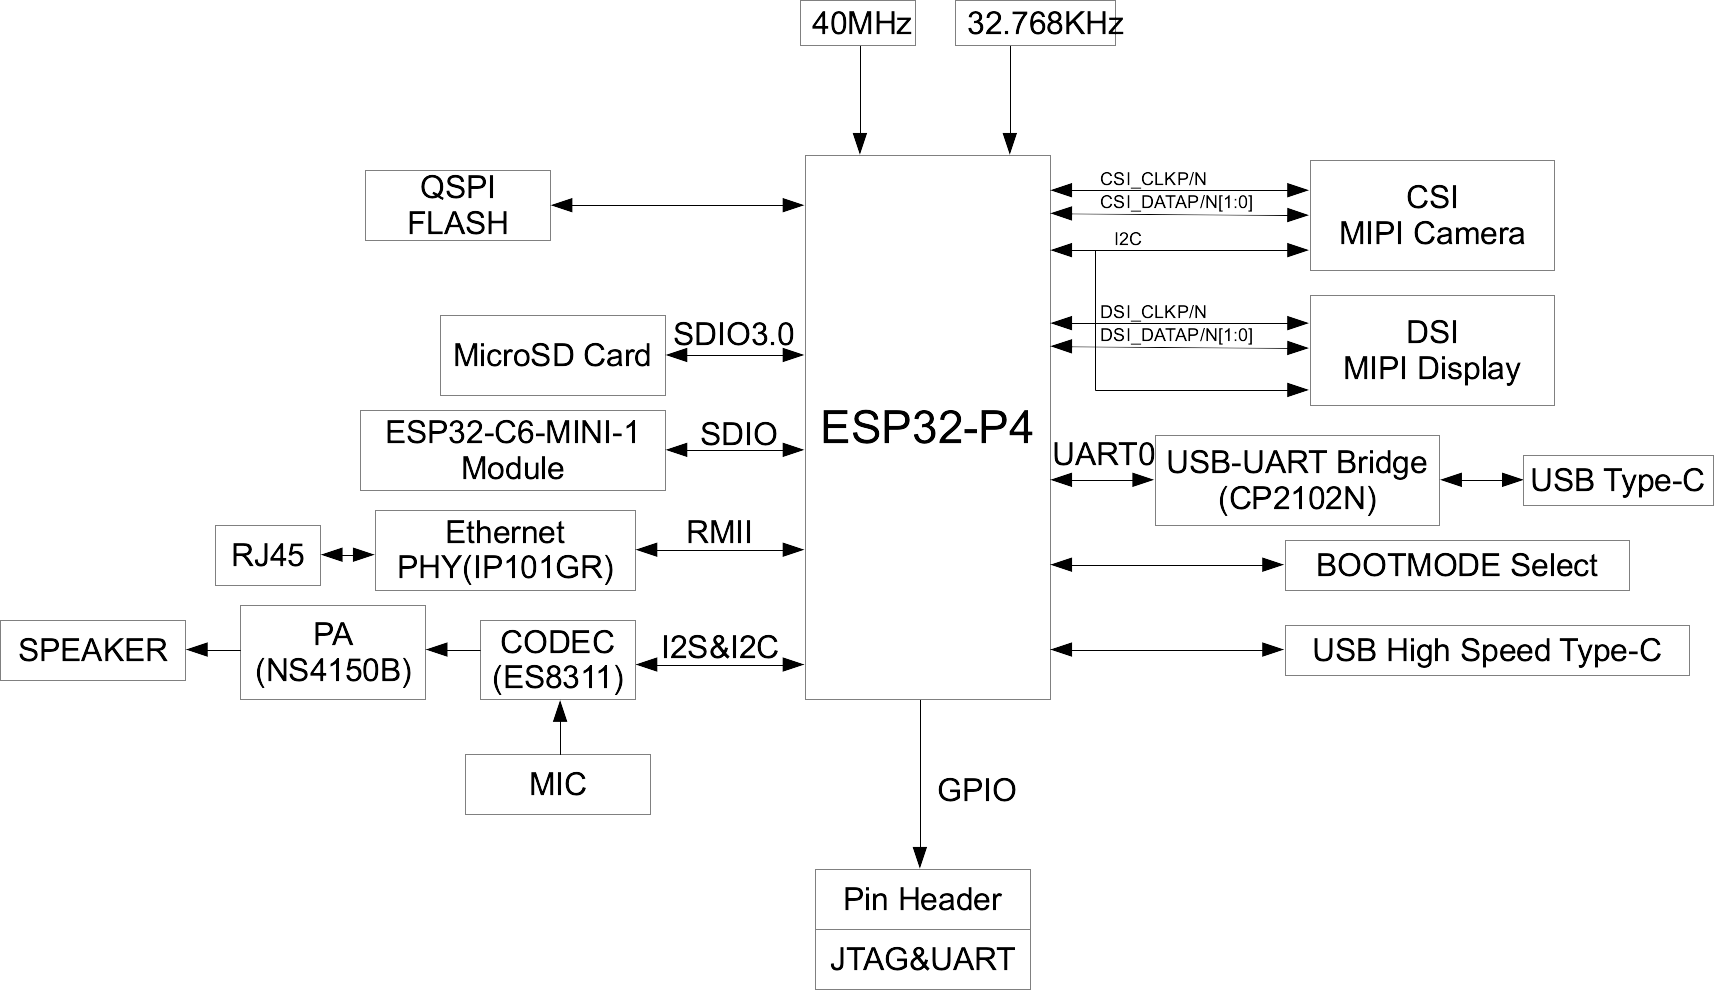 40MHz
32.768KHz
QSPI
FLASH
CSI_CLKP/N
CSI_DATAP/N[1:0]
I2C
CSI
MIPI Camera
SDIO3.0
MicroSD Card
DSI_CLKP/N
DSI_DATAP/N[1:0]
DSI
MIPI Display
ESP32-P4
ESP32-C6-MINI-1
Module
SDIO
UART0
USB-UART Bridge
(CP2102N)
USB Type-C
RJ45
Ethernet
PHY(IP101GR)
RMII
BOOTMODE Select
SPEAKER
PA
(NS4150B)
CODEC
(ES8311)
I2S&I2C
USB High Speed Type-C
MIC
GPIO
Pin Header
JTAG&UART